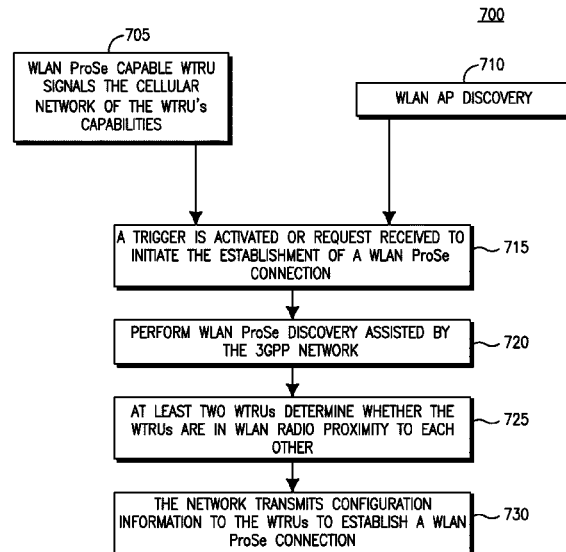 700
705
WLAN ProSe CAPABLE WTRU
SIGNALS THE CELLULAR
NETWORK OF THE WTRU's
CAPABILITIES
710
WLAN AP DISCOVERY
A TRIGGER IS ACTIVATED OR REQUEST RECEIVED TO
INITIATE THE ESTABLISHMENT OF A WLAN ProSe
CONNECTION
715
PERFORM WLAN ProSe DISCOVERY ASSISTED BY
THE 3GPP NETWORK
720
AT LEAST TWO WTRUs DETERMINE WHETHER THE
WTRUs ARE IN WLAN RADIO PROXIMITY TO EACH
OTHER
725
THE NETWORK TRANSMITS CONFIGURATION
INFORMATION TO THE WTRUs TO ESTABLISH A WLAN
ProSe CONNECTION
730